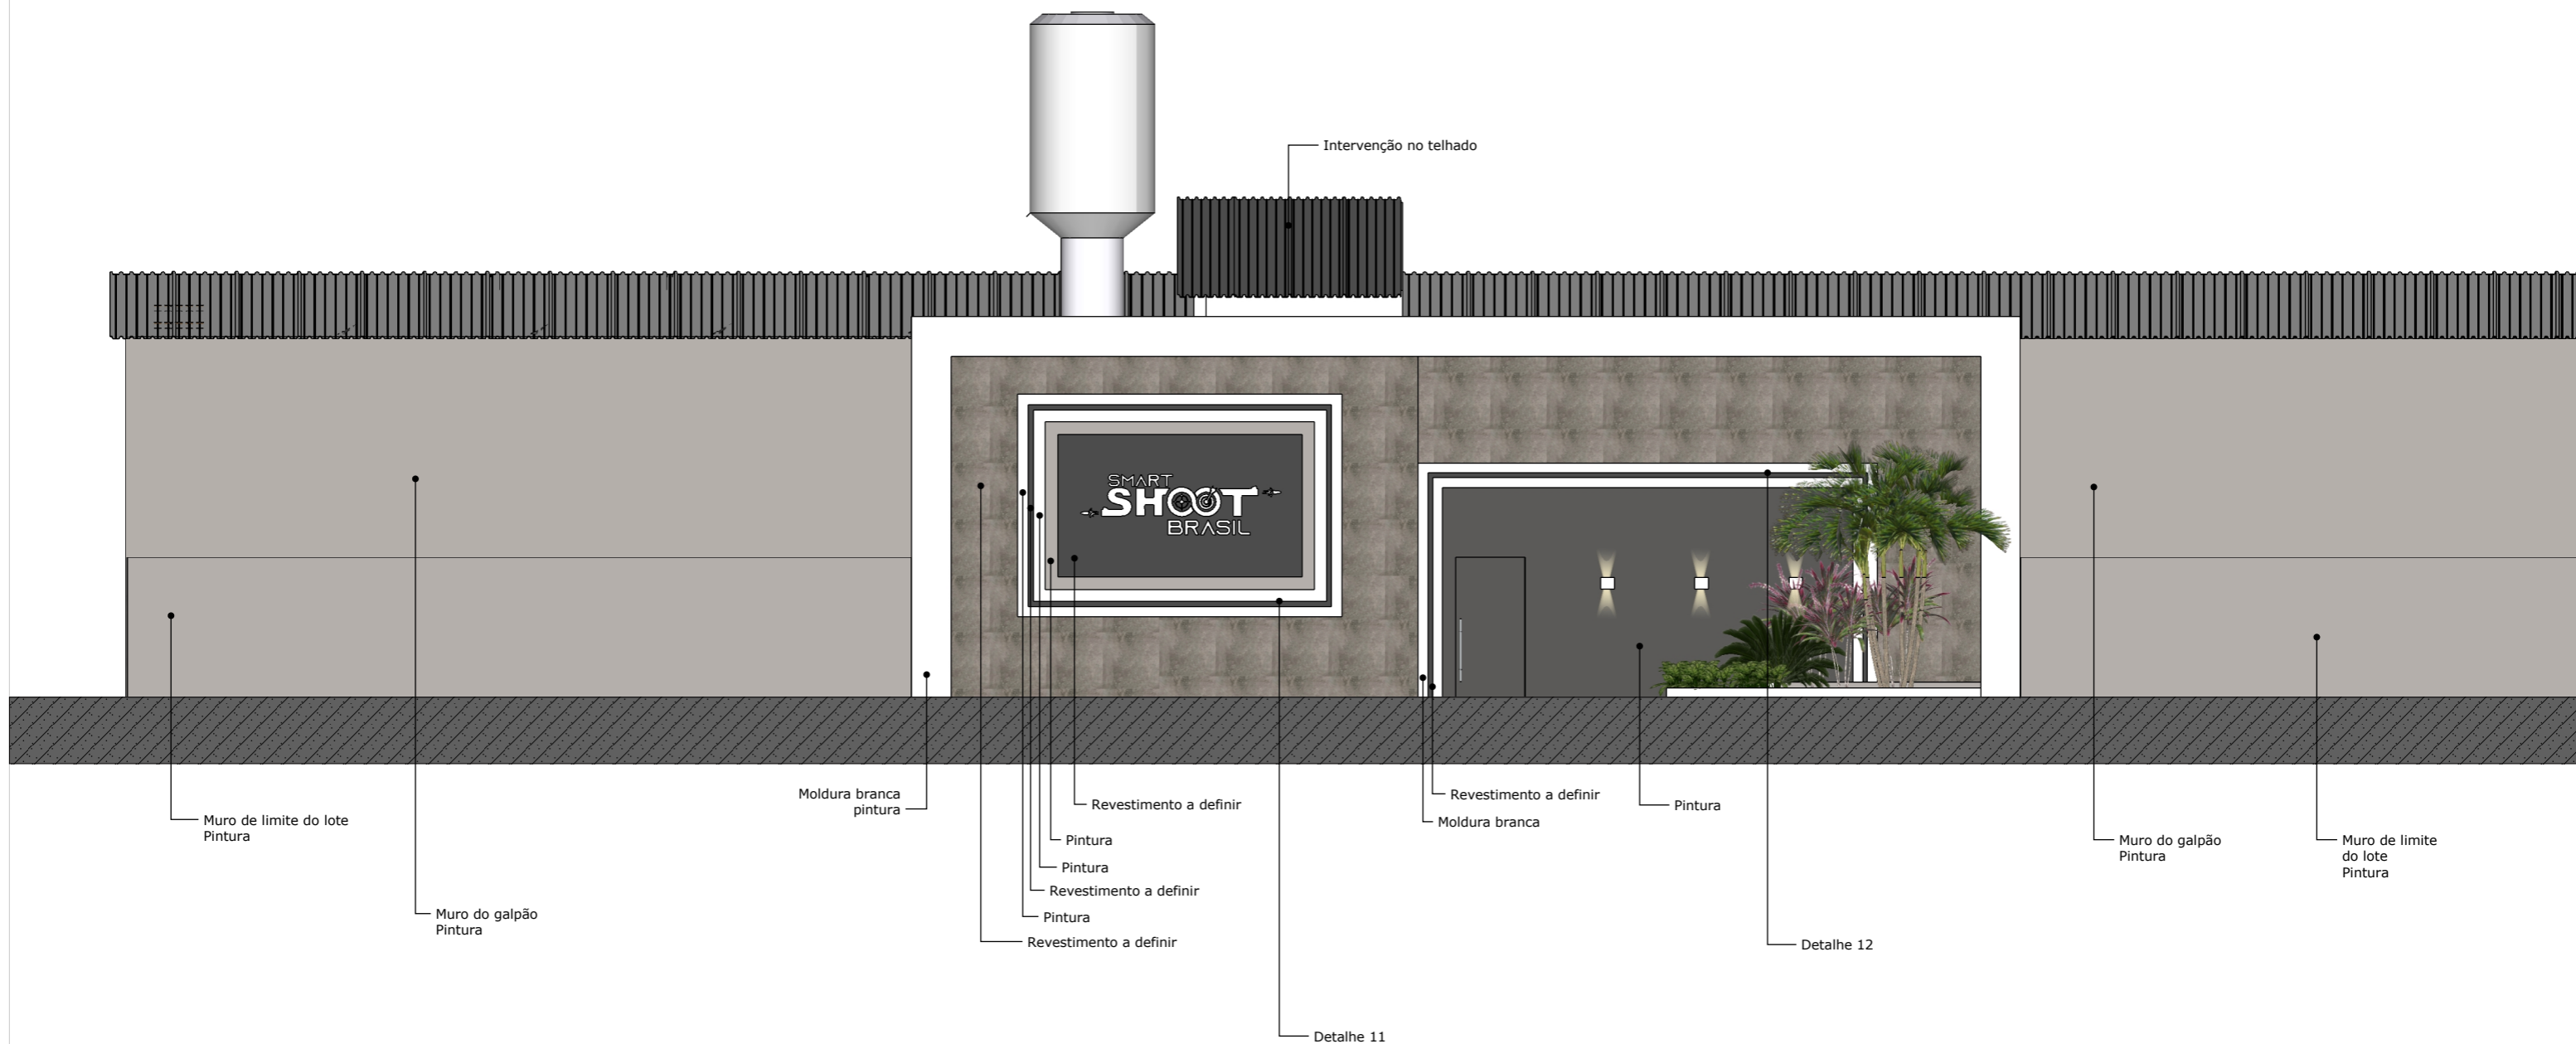 Intervenção no telhado
SMART
SHOOT
BRASIL
Moldura branca
pintura
Revestimento a definir
Revestimento a definir
Pintura
Moldura branca
Muro de limite do lote
Pintura
Pintura
Muro do galpão
Pintura
Muro de limite
do lote
Pintura
Pintura
Revestimento a definir
Muro do galpão
Pintura
Pintura
Revestimento a definir
Detalhe 12
Detalhe 11